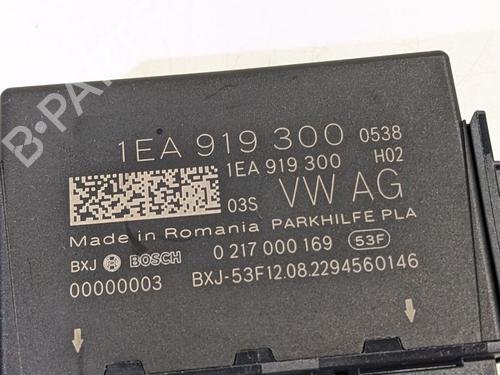 1EA 919 300 0538
1EA 919 300 H02
03S VW AG
Made in Romania PARKHILFE PLA
BXJ BOSCH 0 217 000 169 53F
00000003 BXJ-53F12.08.2294560146
B-PARTS